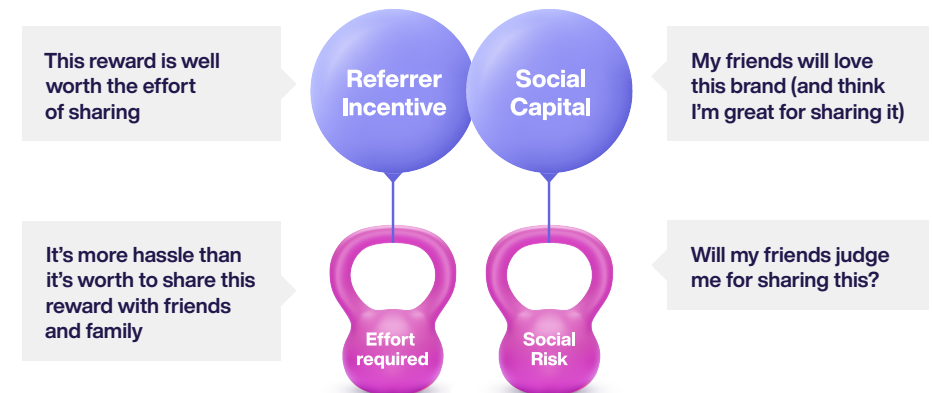 This reward is well
worth the effort
of sharing
Referrer
Incentive
Social
Capital
My friends will love
this brand (and think
I'm great for sharing it)
It's more hassle than
it's worth to share this
reward with friends
and family
Effort
required
Social
Risk
Will my friends judge
me for sharing this?